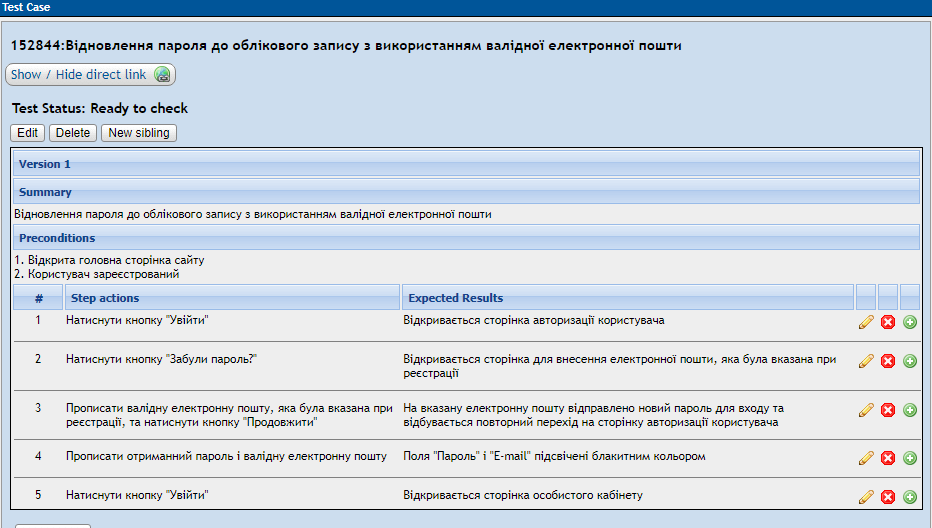 Test Case
152844:Відновлення пароля до облікового запису з використанням валідної електронної пошти
Show / Hide direct link
Test Status: Ready to check
Edit Delete New sibling
Version 1
Summary
Відновлення пароля до облікового запису з використанням валідної електронної пошти
Preconditions
1. Відкрита головна сторінка сайту
2. Користувач зареєстрований
# Step actions Expected Results
1 Натиснути кнопку "Увійти" Відкривається сторінка авторизації користувача
2 Натиснути кнопку "Забули пароль?" Відкривається сторінка для внесення електронної пошти, яка була вказана при
реєстрації
3 Прописати валідну електронну пошту, яка була вказана при На вказану електронну пошту відправлено новий пароль для входу та
реєстрації, та натиснути кнопку "Продовжити" відбувається повторний перехід на сторінку авторизації користувача
4 Прописати отриманний пароль і валідну електронну пошту Поля "Пароль" і "E-mail" підсвічені блакитним кольором
5 Натиснути кнопку "Увійти" Відкривається сторінка особистого кабінету